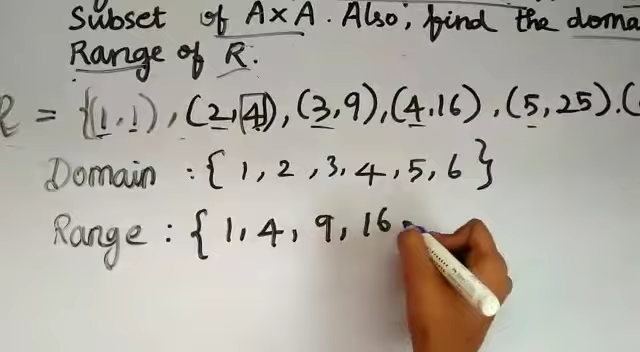 Subset of A×A. Also, find the doma
Range of R.
R = {(1,1), (2,4), (3,9), (4,16), (5,25).(
Domain : { 1, 2, 3, 4, 5, 6 }
Range : { 1, 4, 9, 16